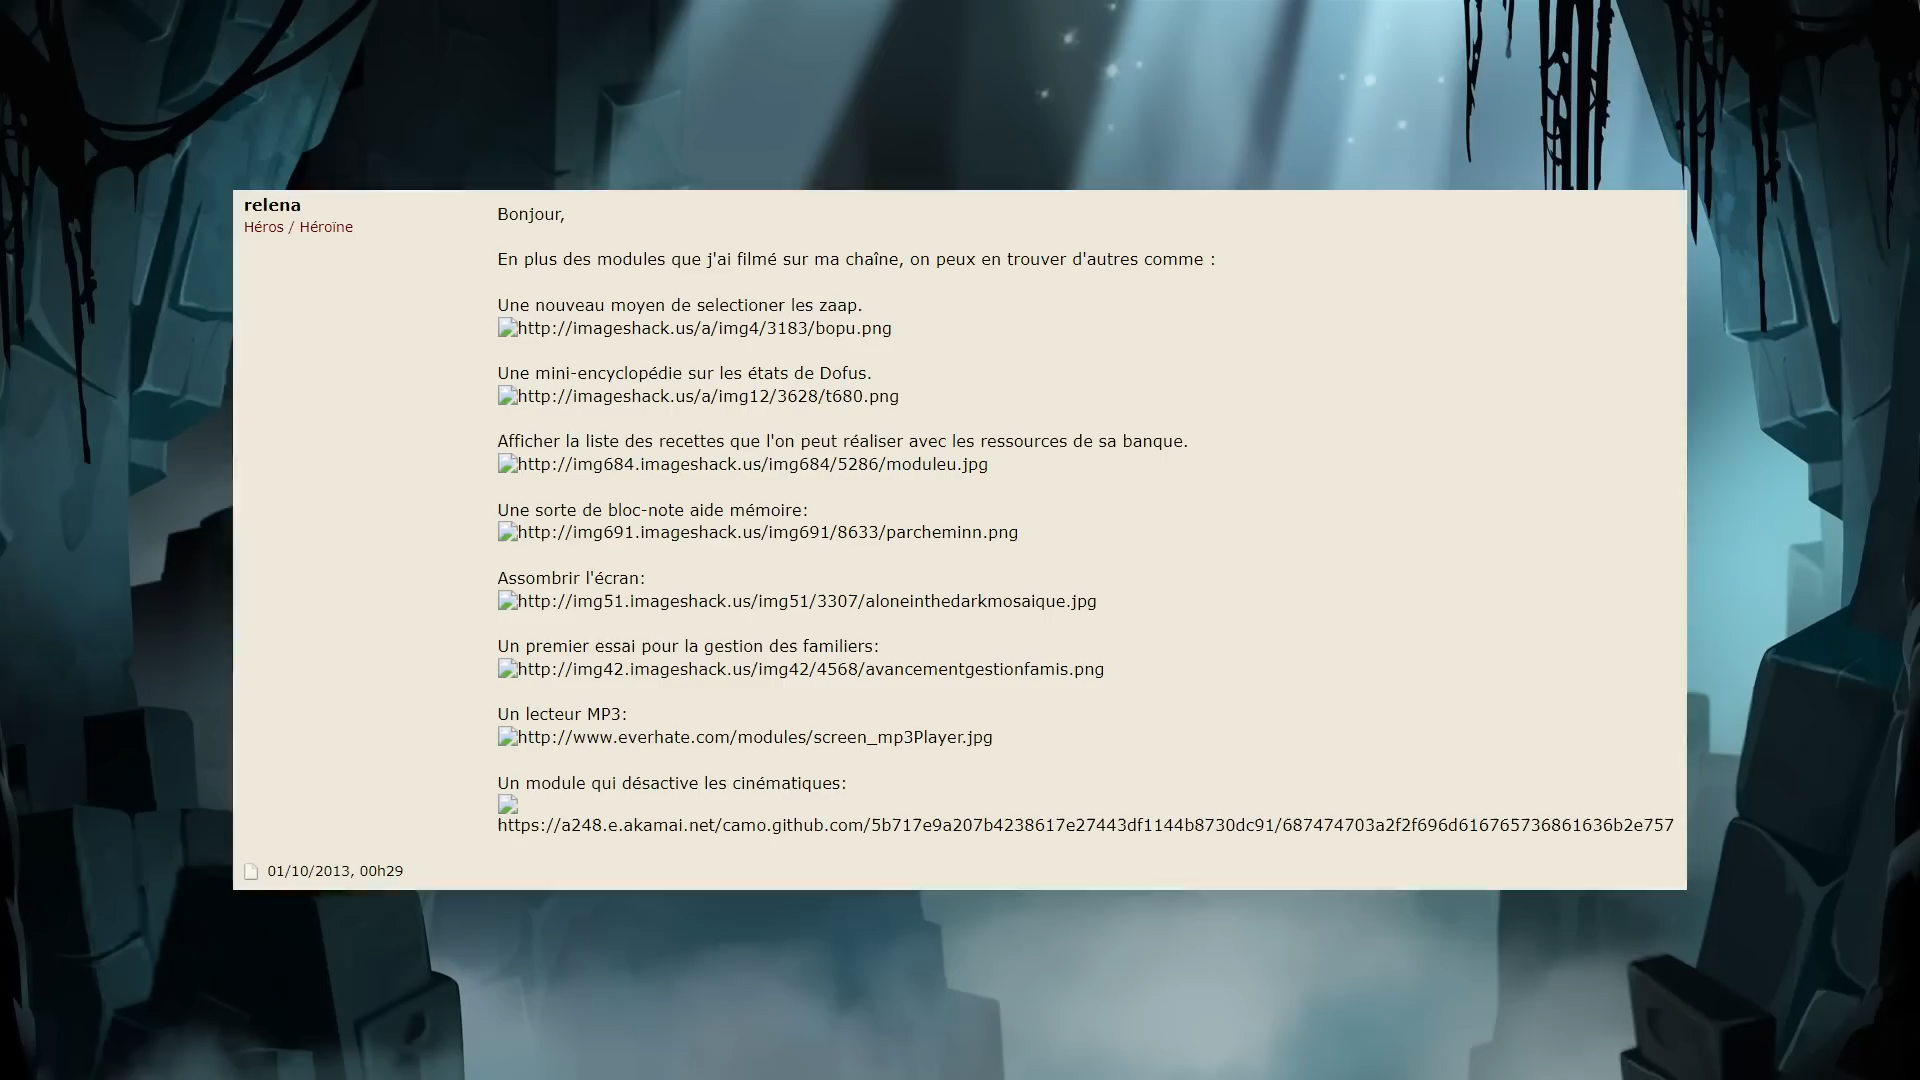 relena
Héros / Héroïne
Bonjour,
En plus des modules que j'ai filmé sur ma chaîne, on peux en trouver d'autres comme :
Une nouveau moyen de selectioner les zaap.
http://imageshack.us/a/img4/3183/bopu.png
Une mini-encyclopédie sur les états de Dofus.
http://imageshack.us/a/img12/3628/t680.png
Afficher la liste des recettes que l'on peut réaliser avec les ressources de sa banque.
http://img684.imageshack.us/img684/5286/moduleu.jpg
Une sorte de bloc-note aide mémoire:
http://img691.imageshack.us/img691/8633/parcheminn.png
Assombrir l'écran:
http://img51.imageshack.us/img51/3307/aloneinthedarkmosaique.jpg
Un premier essai pour la gestion des familiers:
http://img42.imageshack.us/img42/4568/avancementgestionfamis.png
Un lecteur MP3:
http://www.everhate.com/modules/screen_mp3Player.jpg
Un module qui désactive les cinématiques:
https://a248.e.akamai.net/camo.github.com/5b717e9a207b4238617e27443df1144b8730dc91/687474703a2f2f696d616765736861636b2e757
01/10/2013, 00h29